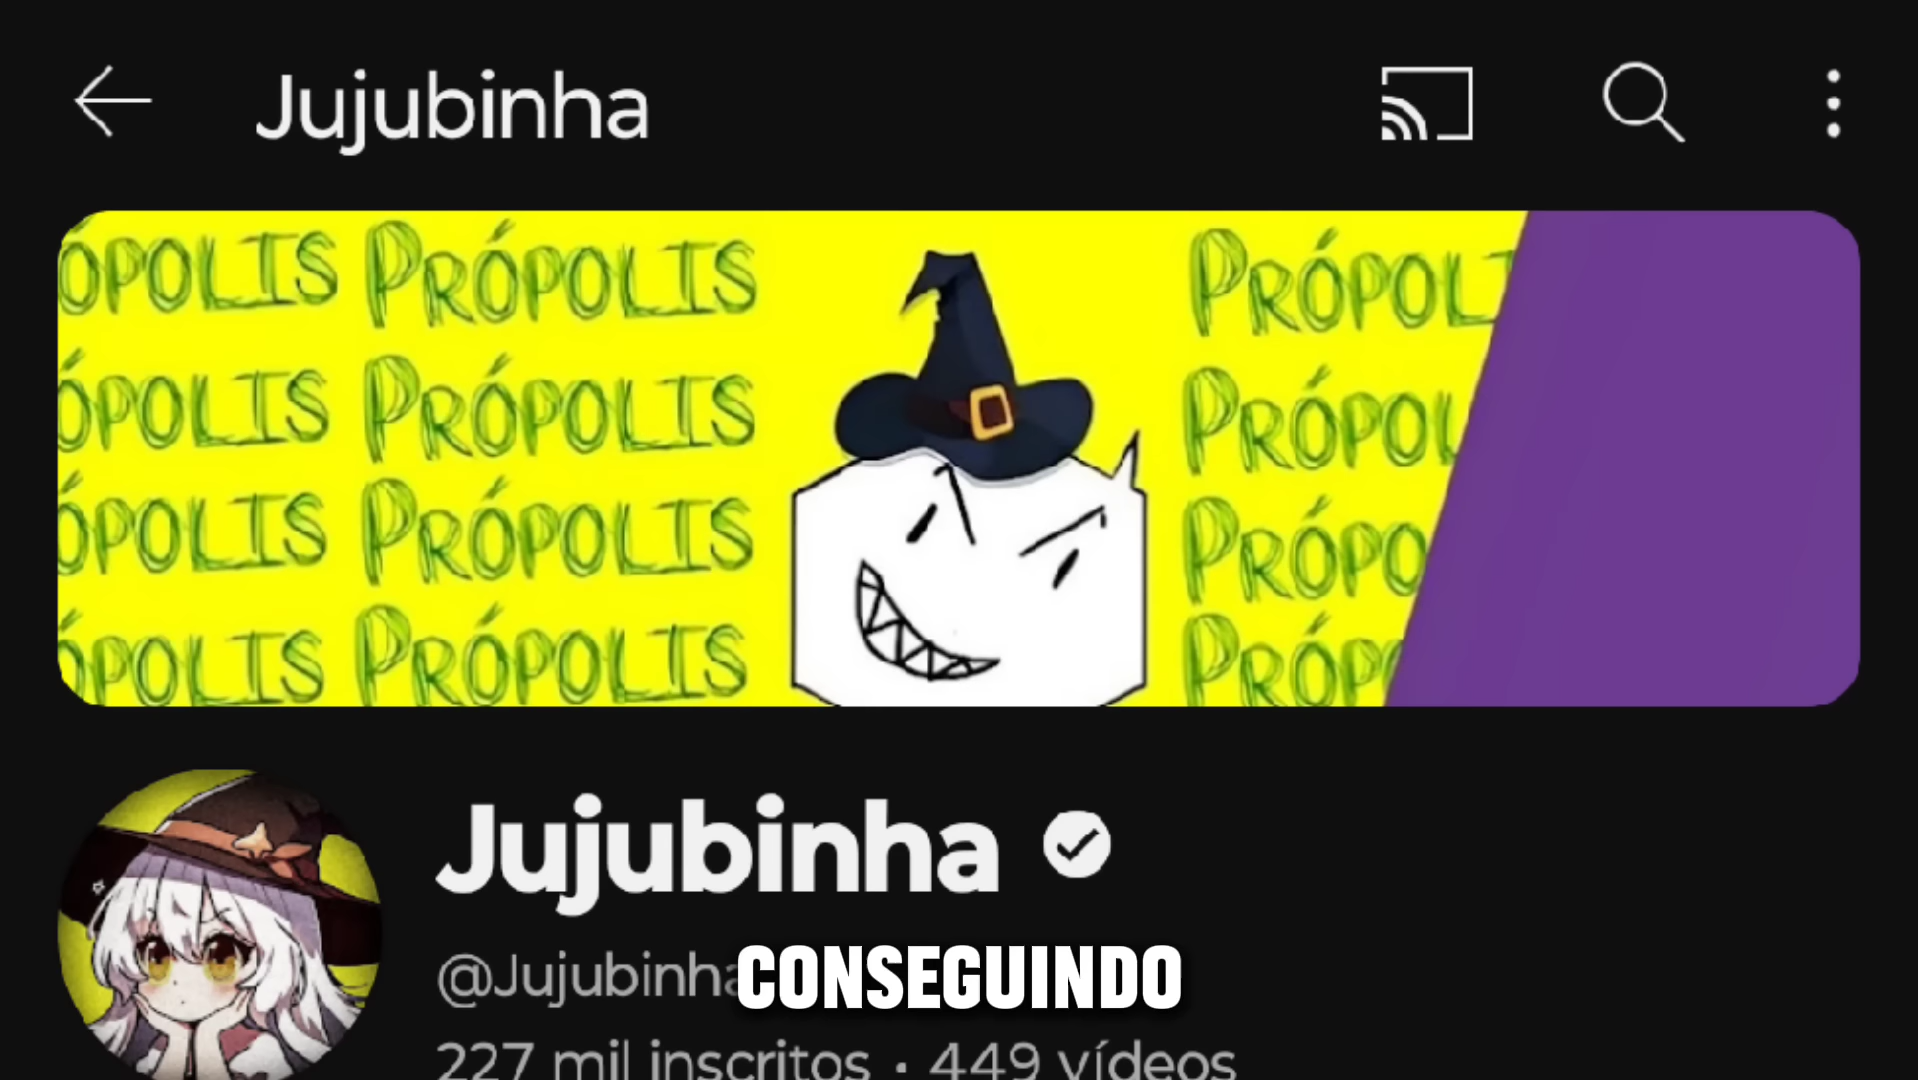 Jujubinha
ÓPOLIS PRÓPOLIS PRÓPOLI
ÓPOLIS PRÓPOLIS PRÓPOL
ÓPOLIS PRÓPOLIS PRÓPO
ÓPOLIS PRÓPOLIS PRÓP
Jujubinha
@Jujubinha CONSEGUINDO
227 mil inscritos · 449 vídeos